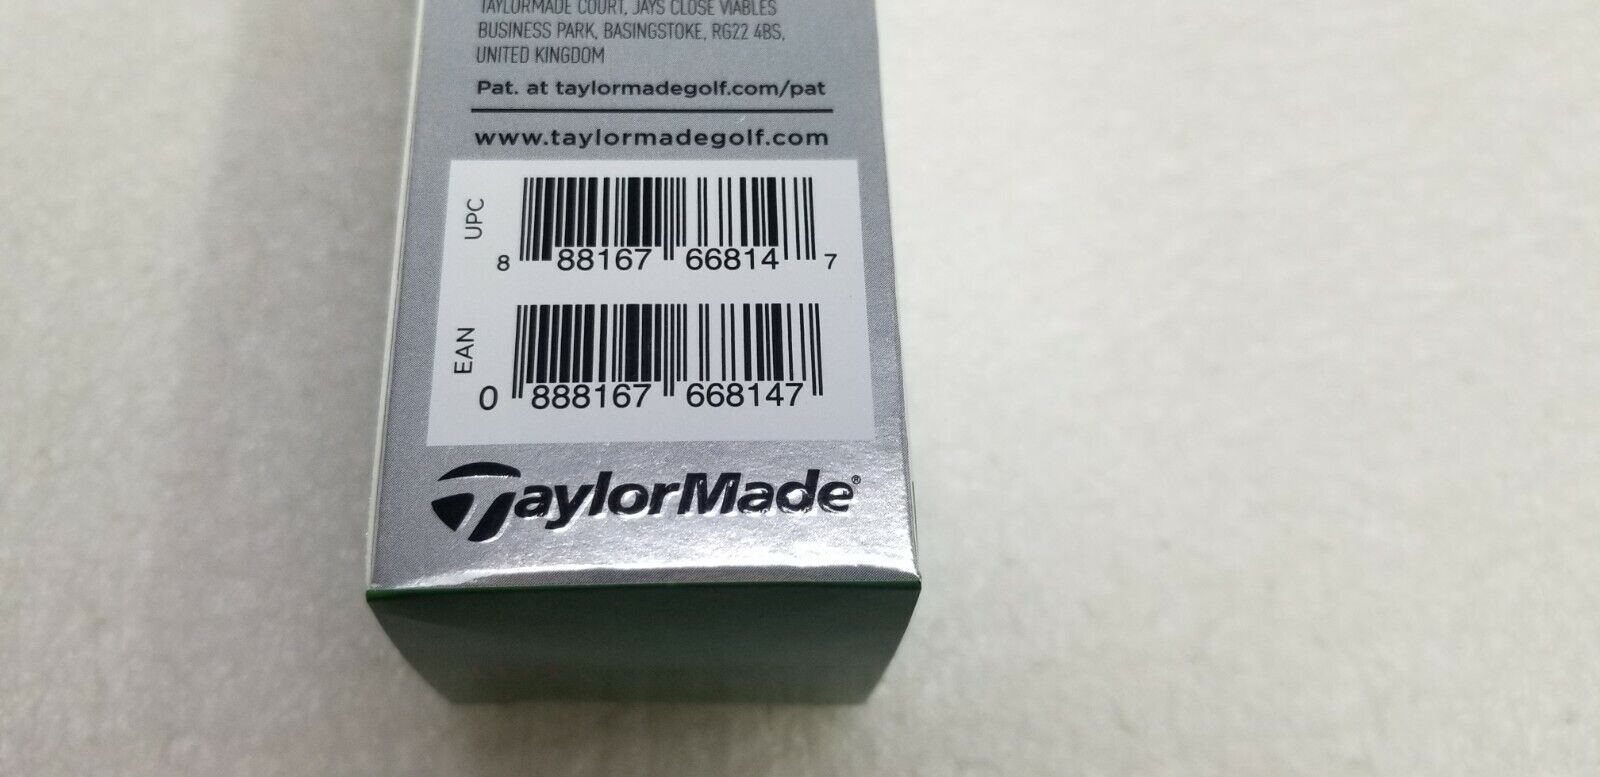 TAYLORMADE COURT, JAYS CLOSE VIABLES
BUSINESS PARK, BASINGSTOKE, RG22 4BS,
UNITED KINGDOM
Pat. at taylormadegolf.com/pat
www.taylormadegolf.com
UPC
8 88167 66814 7
EAN
0 888167 668147
TaylorMade®